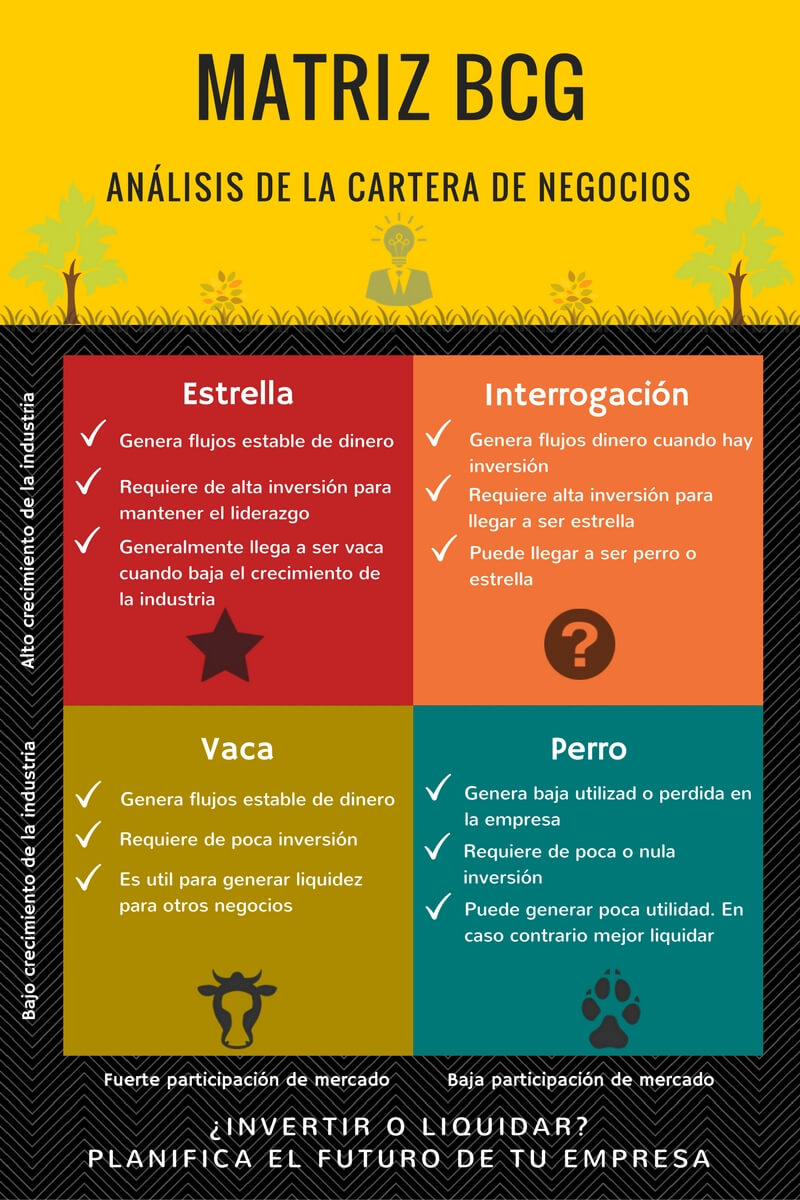 MATRIZ BCG
ANÁLISIS DE LA CARTERA DE NEGOCIOS
Alto crecimiento de la industria
Estrella
Genera flujos estable de dinero
Requiere de alta inversión para
mantener el liderazgo
Generalmente llega a ser vaca
cuando baja el crecimiento de
la industria
Interrogación
Genera flujos dinero cuando hay
inversión
Requiere alta inversión para
llegar a ser estrella
Puede llegar a ser perro o
estrella
?
Bajo crecimiento de la industria
Vaca
Genera flujos estable de dinero
Requiere de poca inversión
Es util para generar liquidez
para otros negocios
Perro
Genera baja utilizad o perdida en
la empresa
Requiere de poca o nula
inversión
Puede generar poca utilidad. En
caso contrario mejor liquidar
Fuerte participación de mercado
Baja participación de mercado
¿INVERTIR O LIQUIDAR?
PLANIFICA EL FUTURO DE TU EMPRESA